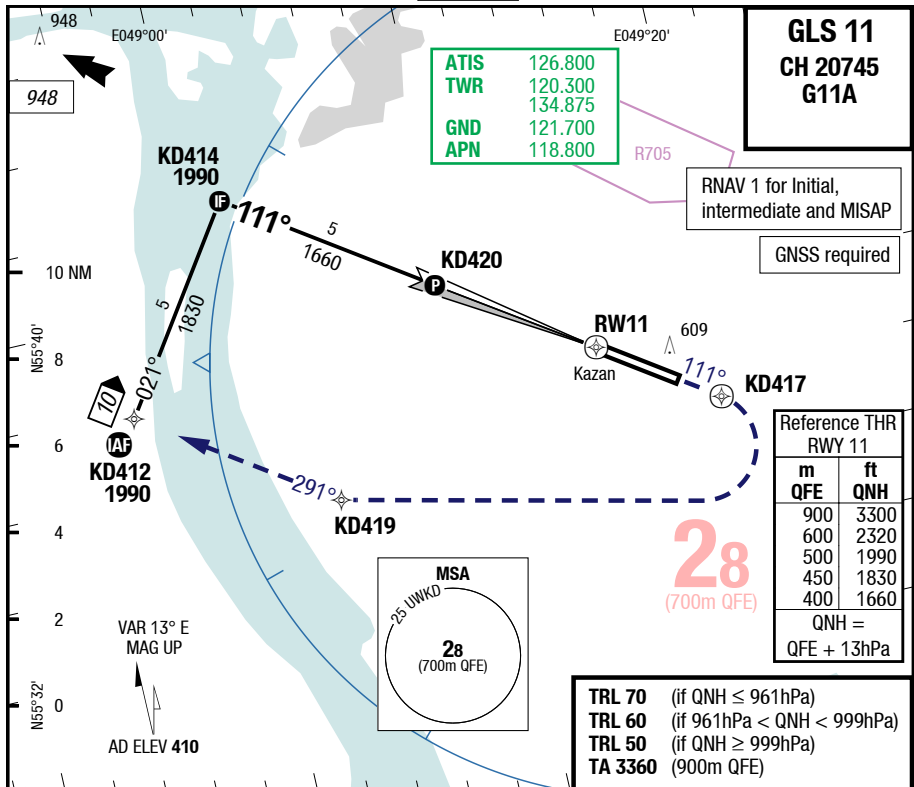 948
E049°00'
E049°20'
GLS 11
CH 20745
G11A
948
ATIS 126.800
TWR 120.300
134.875
GND 121.700
APN 118.800
R705
RNAV 1 for Initial,
intermediate and MISAP
GNSS required
KD414
1990
IF
111°
5
1660
KD420
P
10 NM
5
1830
021°
RW11
609
Kazan
111°
KD417
N55°40'
8
10
6
IAF
KD412
1990
291°
KD419
4
Reference THR
RWY 11
m ft
QFE QNH
900 3300
600 2320
500 1990
450 1830
400 1660
QNH =
QFE + 13hPa
28
(700m QFE)
MSA
25 UWKD
28
(700m QFE)
2
VAR 13° E
MAG UP
N55°32'
0
AD ELEV 410
TRL 70 (if QNH ≤ 961hPa)
TRL 60 (if 961hPa < QNH < 999hPa)
TRL 50 (if QNH ≥ 999hPa)
TA 3360 (900m QFE)